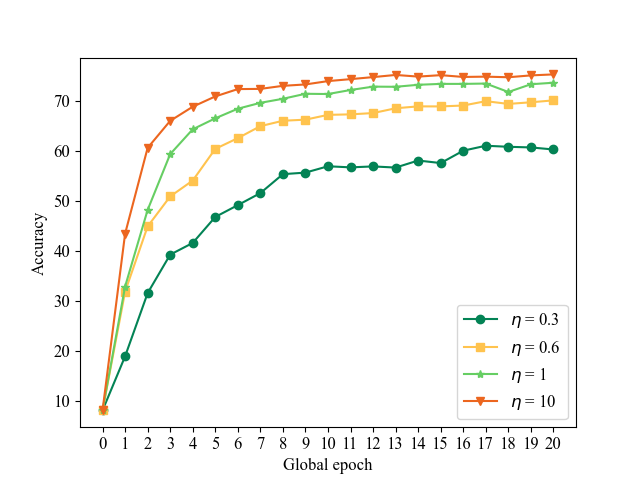 Accuracy
70
60
50
40
30
20
10
η = 0.3
η = 0.6
η = 1
η = 10
0 1 2 3 4 5 6 7 8 9 10 11 12 13 14 15 16 17 18 19 20
Global epoch